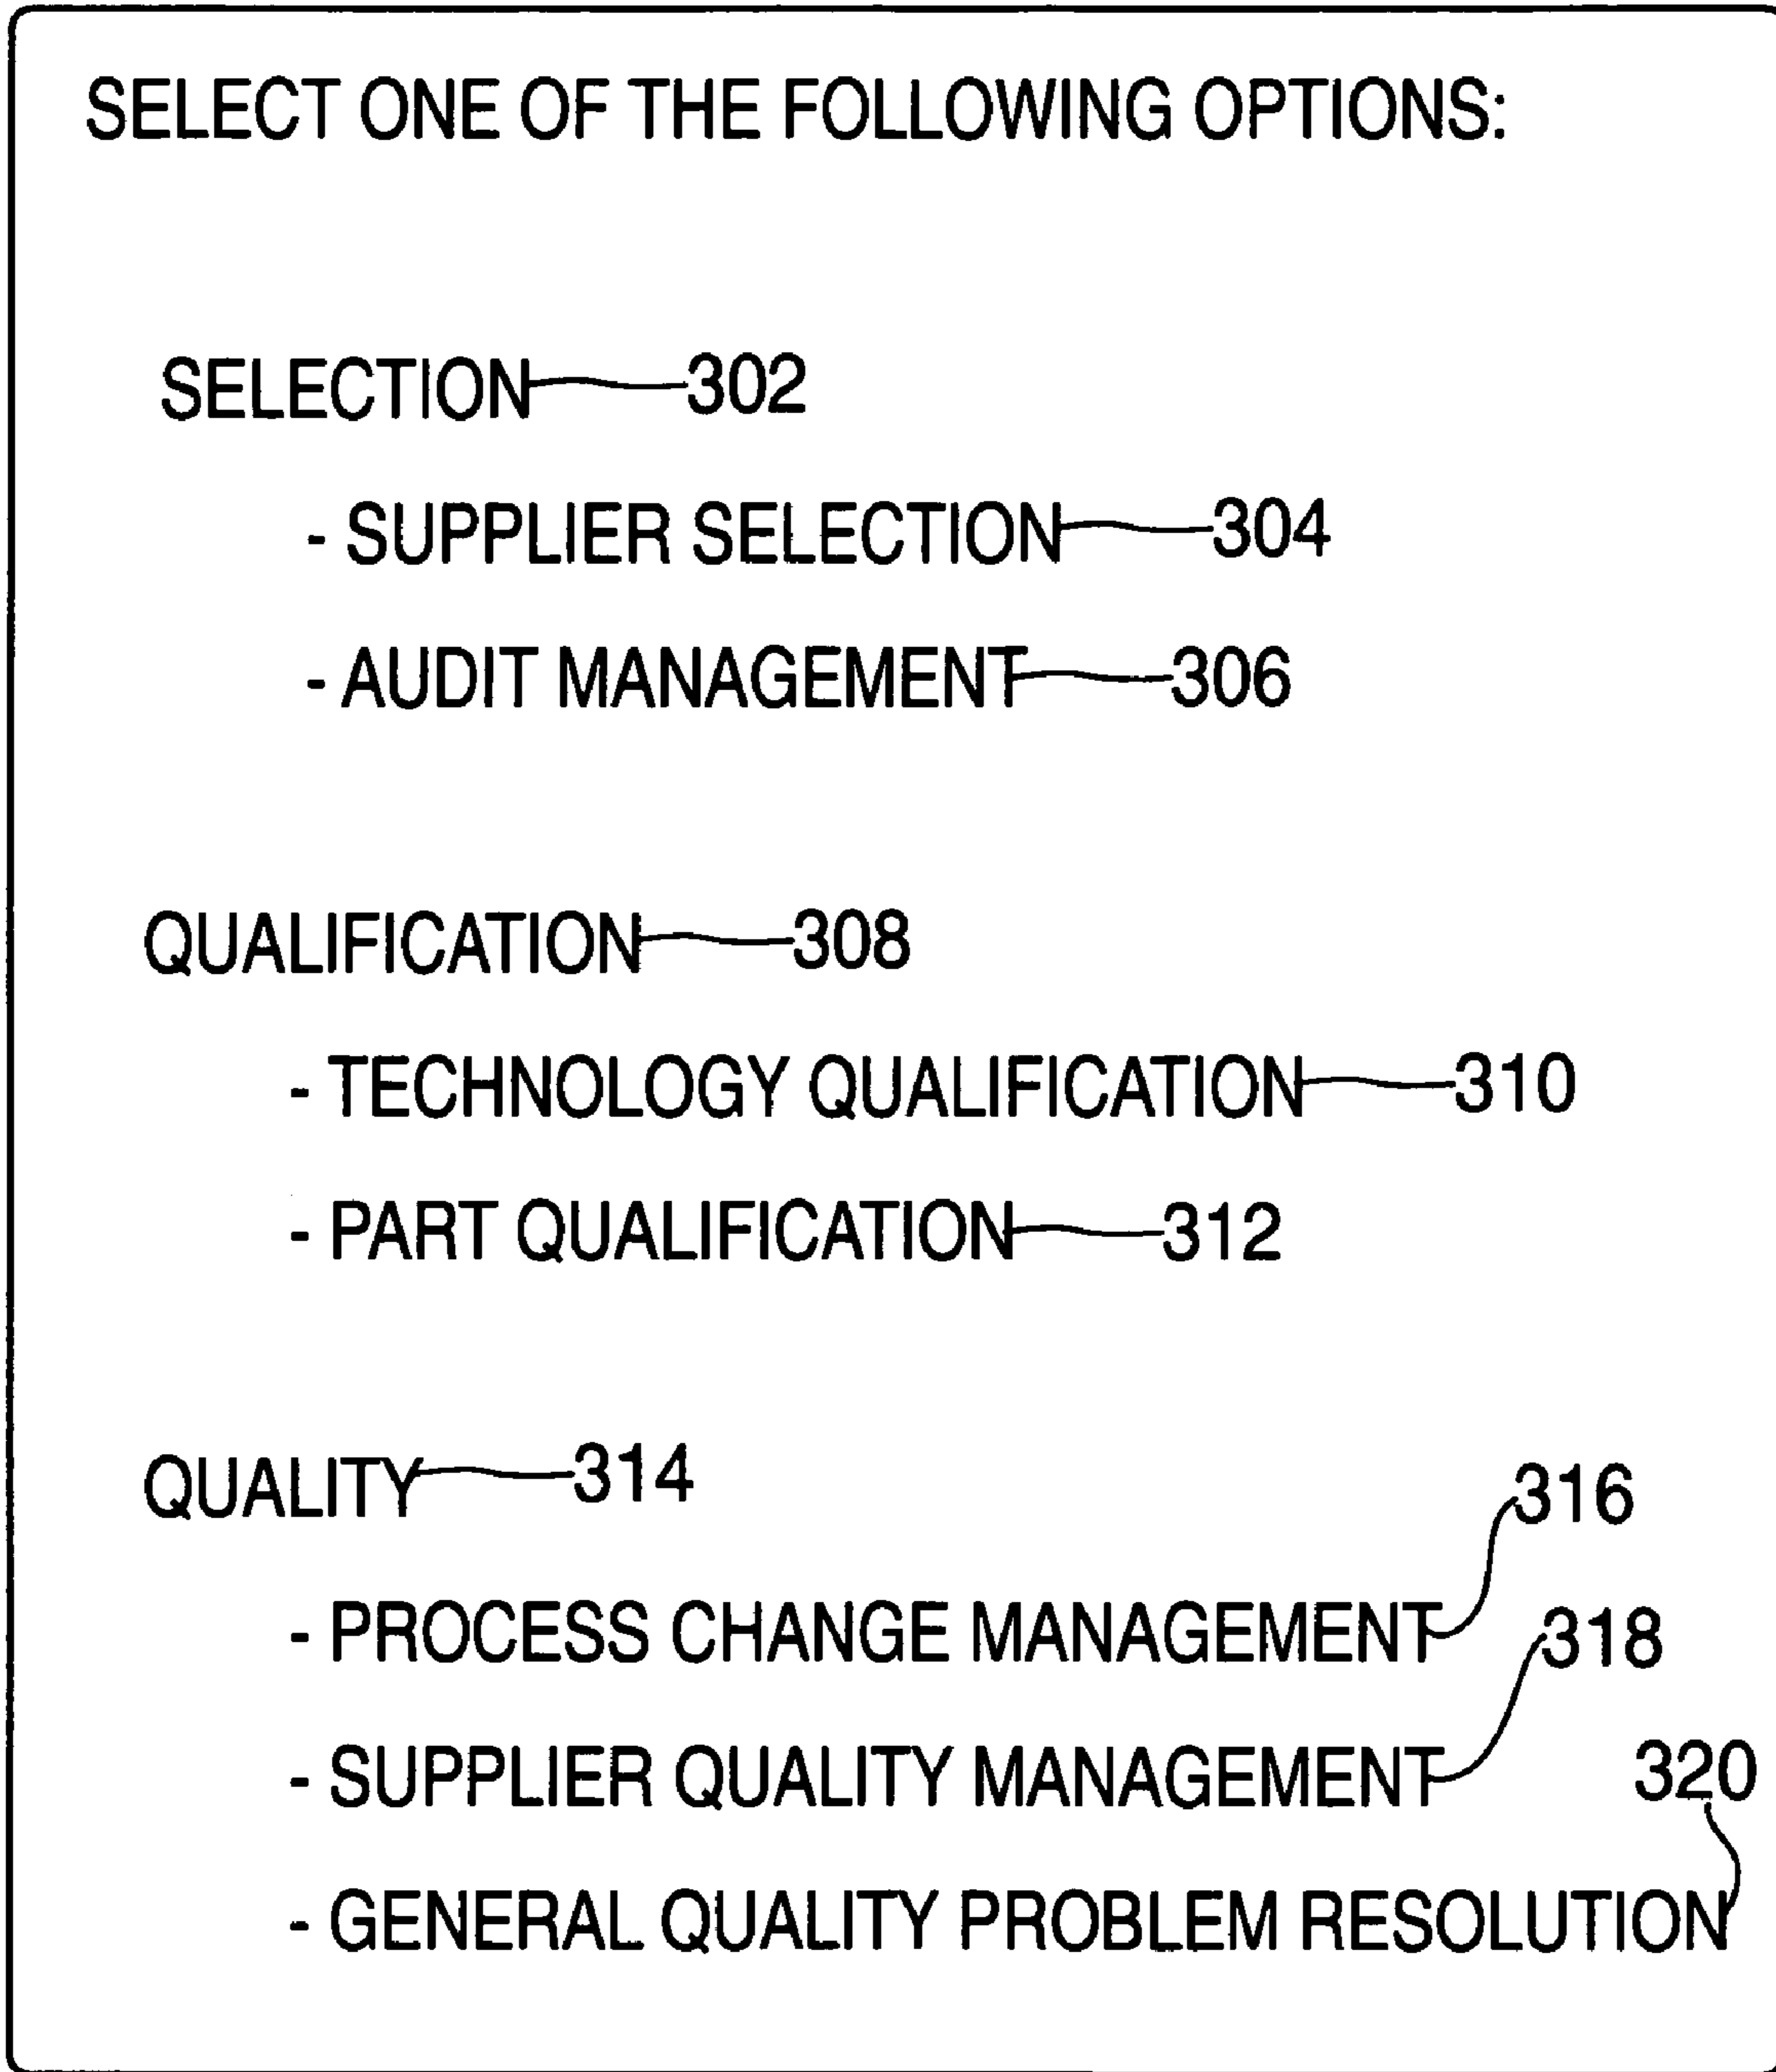 SELECT ONE OF THE FOLLOWING OPTIONS:
SELECTION 302
- SUPPLIER SELECTION 304
- AUDIT MANAGEMENT 306
QUALIFICATION 308
- TECHNOLOGY QUALIFICATION 310
- PART QUALIFICATION 312
QUALITY 314
316
- PROCESS CHANGE MANAGEMENT
318
- SUPPLIER QUALITY MANAGEMENT
320
- GENERAL QUALITY PROBLEM RESOLUTION